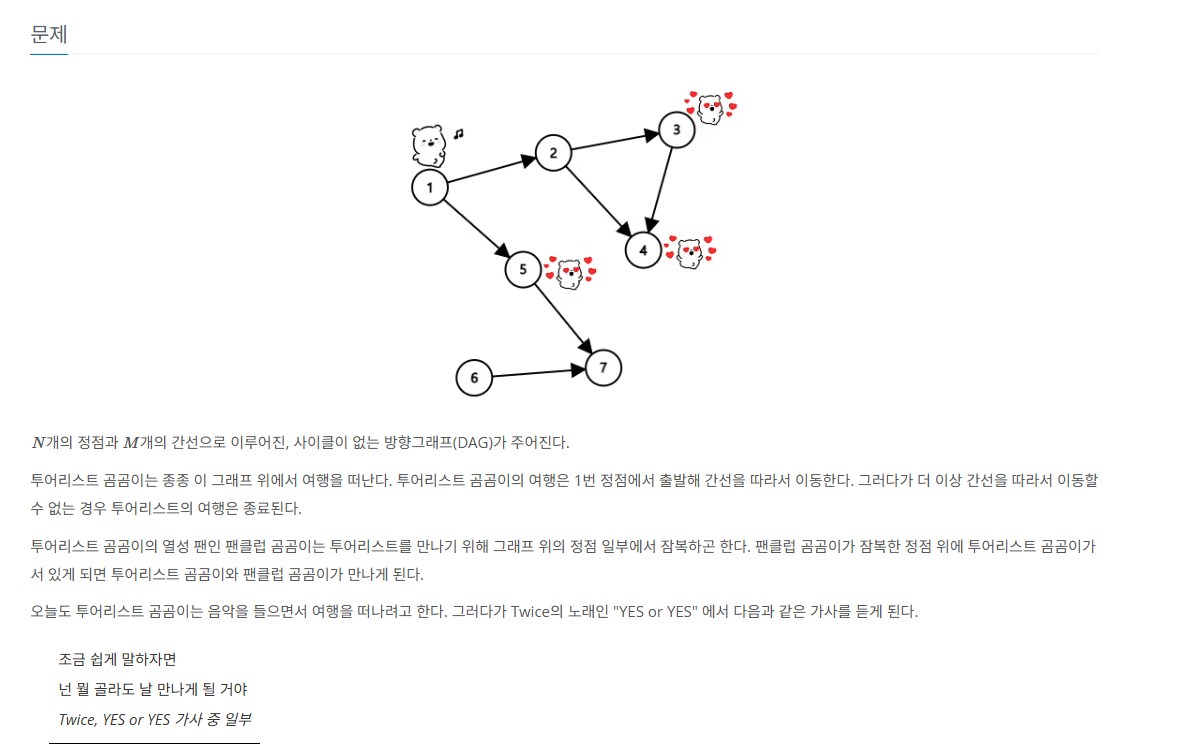 문제
3
2
1
4
5
7
6
N개의 정점과 M개의 간선으로 이루어진, 사이클이 없는 방향그래프(DAG)가 주어진다.
투어리스트 곰곰이는 종종 이 그래프 위에서 여행을 떠난다. 투어리스트 곰곰이의 여행은 1번 정점에서 출발해 간선을 따라서 이동한다. 그러다가 더 이상 간선을 따라서 이동할
수 없는 경우 투어리스트의 여행은 종료된다.
투어리스트 곰곰이의 열성 팬인 팬클럽 곰곰이는 투어리스트를 만나기 위해 그래프 위의 정점 일부에서 잠복하곤 한다. 팬클럽 곰곰이가 잠복한 정점 위에 투어리스트 곰곰이가
서 있게 되면 투어리스트 곰곰이와 팬클럽 곰곰이가 만나게 된다.
오늘도 투어리스트 곰곰이는 음악을 들으면서 여행을 떠나려고 한다. 그러다가 Twice의 노래인 "YES or YES" 에서 다음과 같은 가사를 듣게 된다.
조금 쉽게 말하자면
넌 뭘 골라도 날 만나게 될 거야
Twice, YES or YES 가사 중 일부